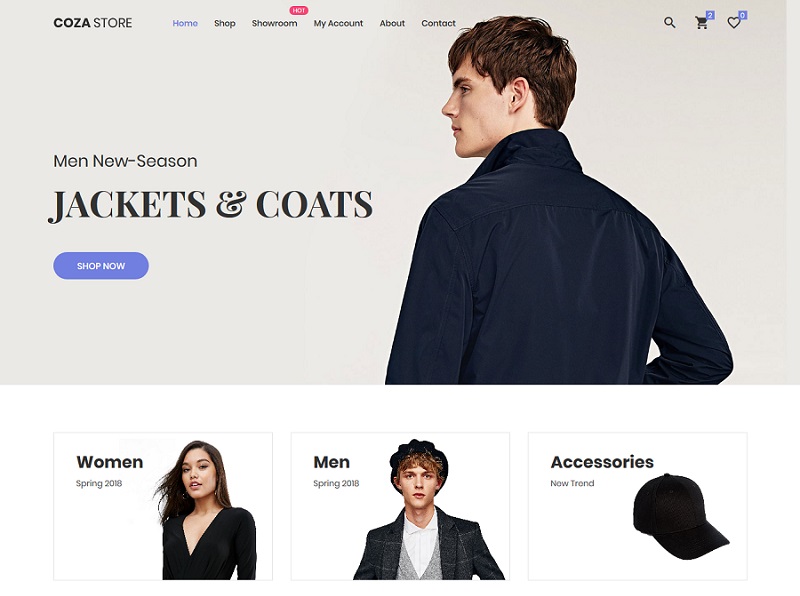 COZA STORE
Home Shop Showroom HOT My Account About Contact
2 0
Men New-Season
JACKETS & COATS
SHOP NOW
Women
Spring 2018
Men
Spring 2018
Accessories
New Trend